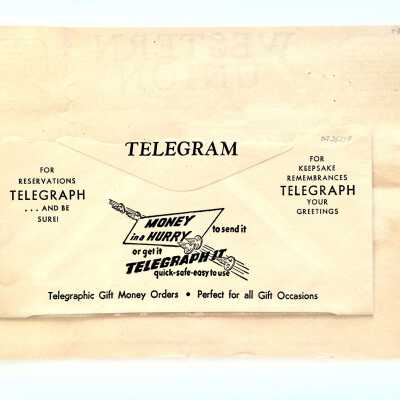 WESTERN
UNION
TELEGRAM
FOR
RESERVATIONS
TELEGRAPH
. . . AND BE
SURE!
FOR
KEEPSAKE
REMEMBRANCES
TELEGRAPH
YOUR
GREETINGS
MONEY
in a HURRY
to send it
or get it
TELEGRAPH IT
quick-safe-easy to use
Telegraphic Gift Money Orders • Perfect for all Gift Occasions